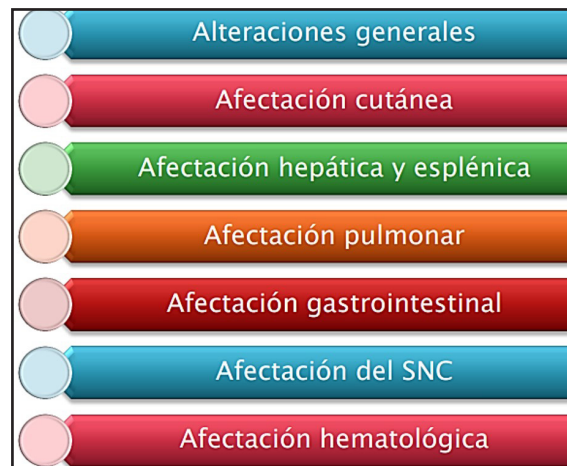 Alteraciones generales
Afectación cutánea
Afectación hepática y esplénica
Afectación pulmonar
Afectación gastrointestinal
Afectación del SNC
Afectación hematológica